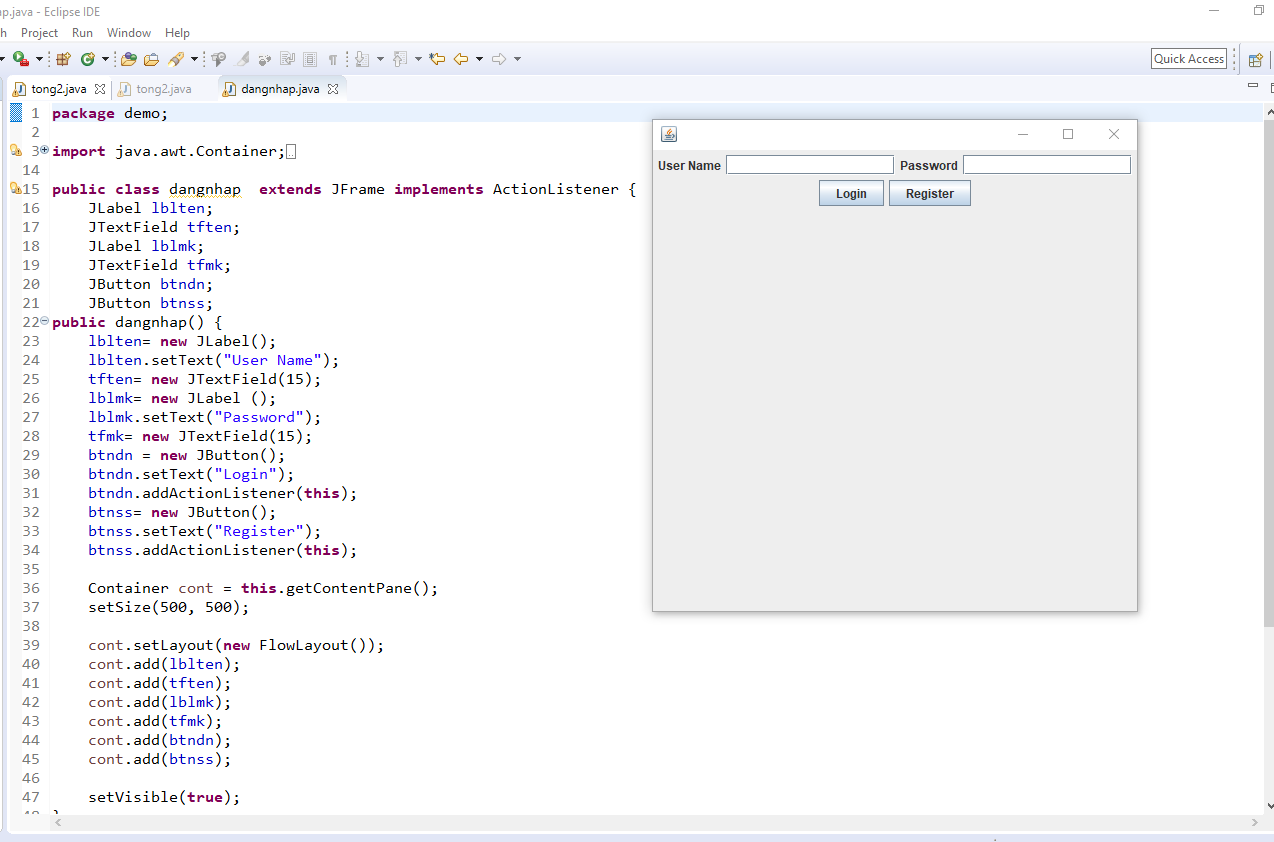 ap.java - Eclipse IDE
h Project Run Window Help
Quick Access
tong2.java tong2.java dangnhap.java
1 package demo;
2
3 import java.awt.Container;
14
15 public class dangnhap  extends JFrame implements ActionListener {
16     JLabel lblten;
17     JTextField tften;
18     JLabel lblmk;
19     JTextField tfmk;
20     JButton btndn;
21     JButton btnss;
22 public dangnhap() {
23     lblten= new JLabel();
24     lblten.setText("User Name");
25     tften= new JTextField(15);
26     lblmk= new JLabel ();
27     lblmk.setText("Password");
28     tfmk= new JTextField(15);
29     btndn = new JButton();
30     btndn.setText("Login");
31     btndn.addActionListener(this);
32     btnss= new JButton();
33     btnss.setText("Register");
34     btnss.addActionListener(this);
35
36     Container cont = this.getContentPane();
37     setSize(500, 500);
38
39     cont.setLayout(new FlowLayout());
40     cont.add(lblten);
41     cont.add(tften);
42     cont.add(lblmk);
43     cont.add(tfmk);
44     cont.add(btndn);
45     cont.add(btnss);
46
47     setVisible(true);
User Name Password
Login Register